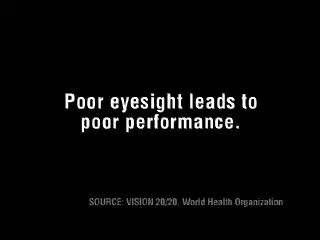 Poor eyesight leads to
poor performance.
SOURCE: VISION 20/20, World Health Organization